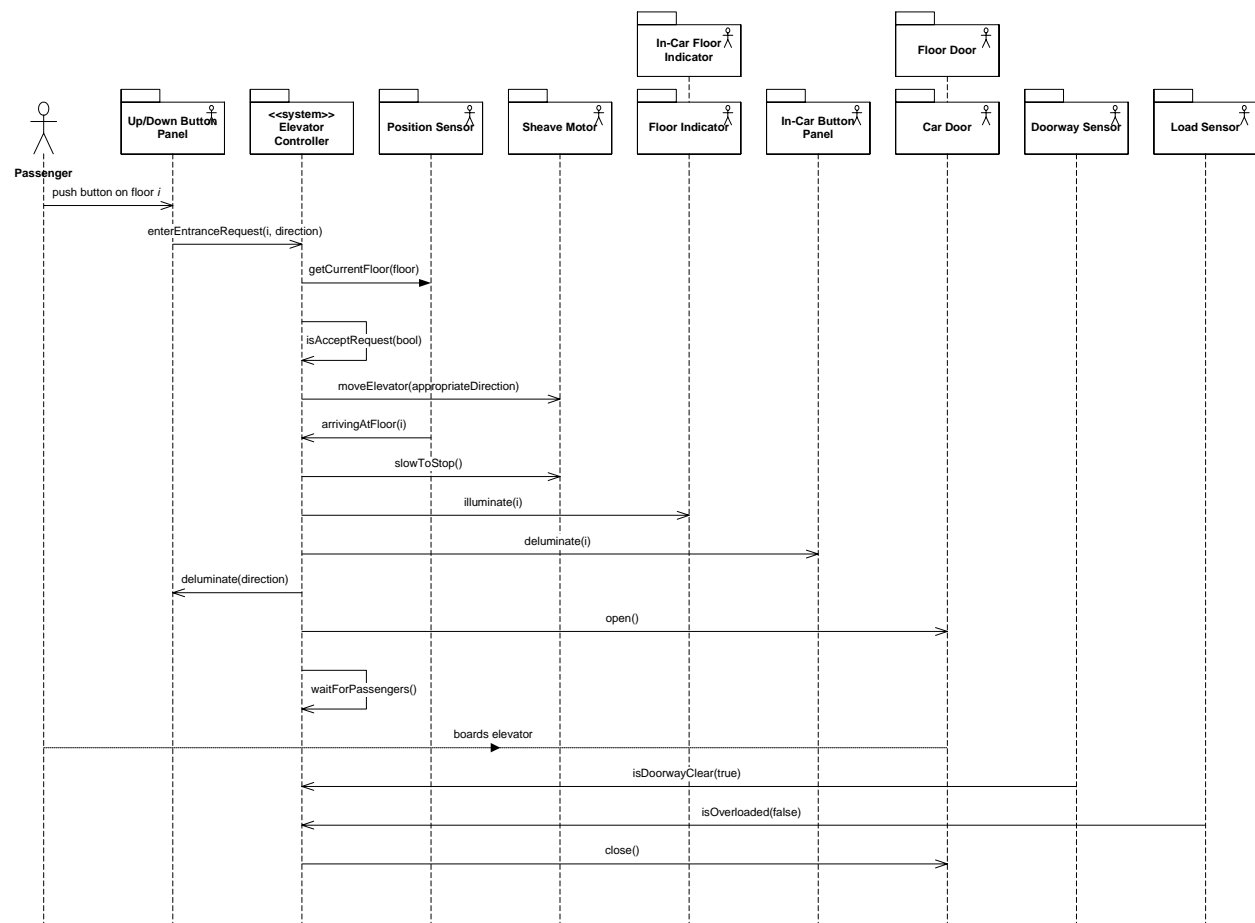 In-Car Floor
Indicator
Floor Door
Up/Down Button
Panel
<<system>>
Elevator
Controller
Position Sensor
Sheave Motor
Floor Indicator
In-Car Button
Panel
Car Door
Doorway Sensor
Load Sensor
Passenger
push button on floor i
enterEntranceRequest(i, direction)
getCurrentFloor(floor)
isAcceptRequest(bool)
moveElevator(appropriateDirection)
arrivingAtFloor(i)
slowToStop()
illuminate(i)
deluminate(i)
deluminate(direction)
open()
waitForPassengers()
boards elevator
isDoorwayClear(true)
isOverloaded(false)
close()